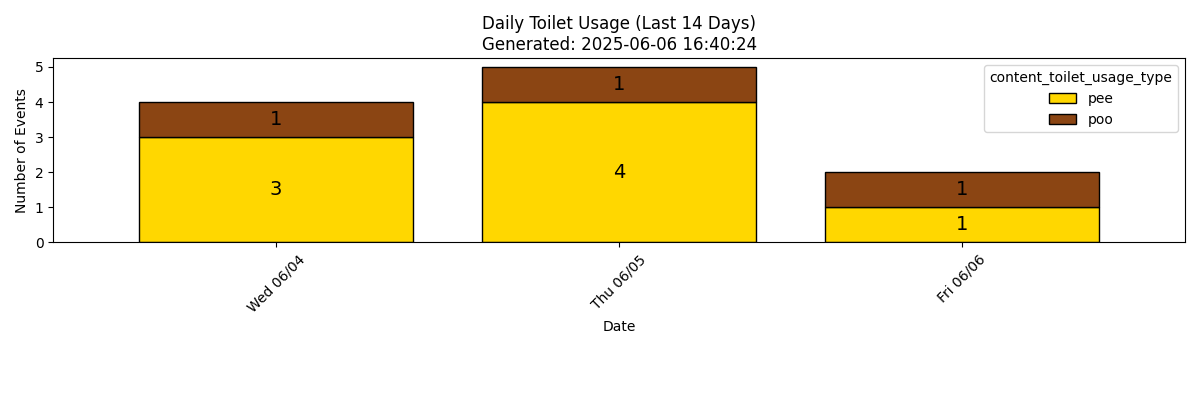 Daily Toilet Usage (Last 14 Days)
Generated: 2025-06-06 16:40:24
Number of Events
5
4
3
2
1
0
1
3
1
4
1
1
content_toilet_usage_type
pee
poo
Wed 06/04
Thu 06/05
Fri 06/06
Date